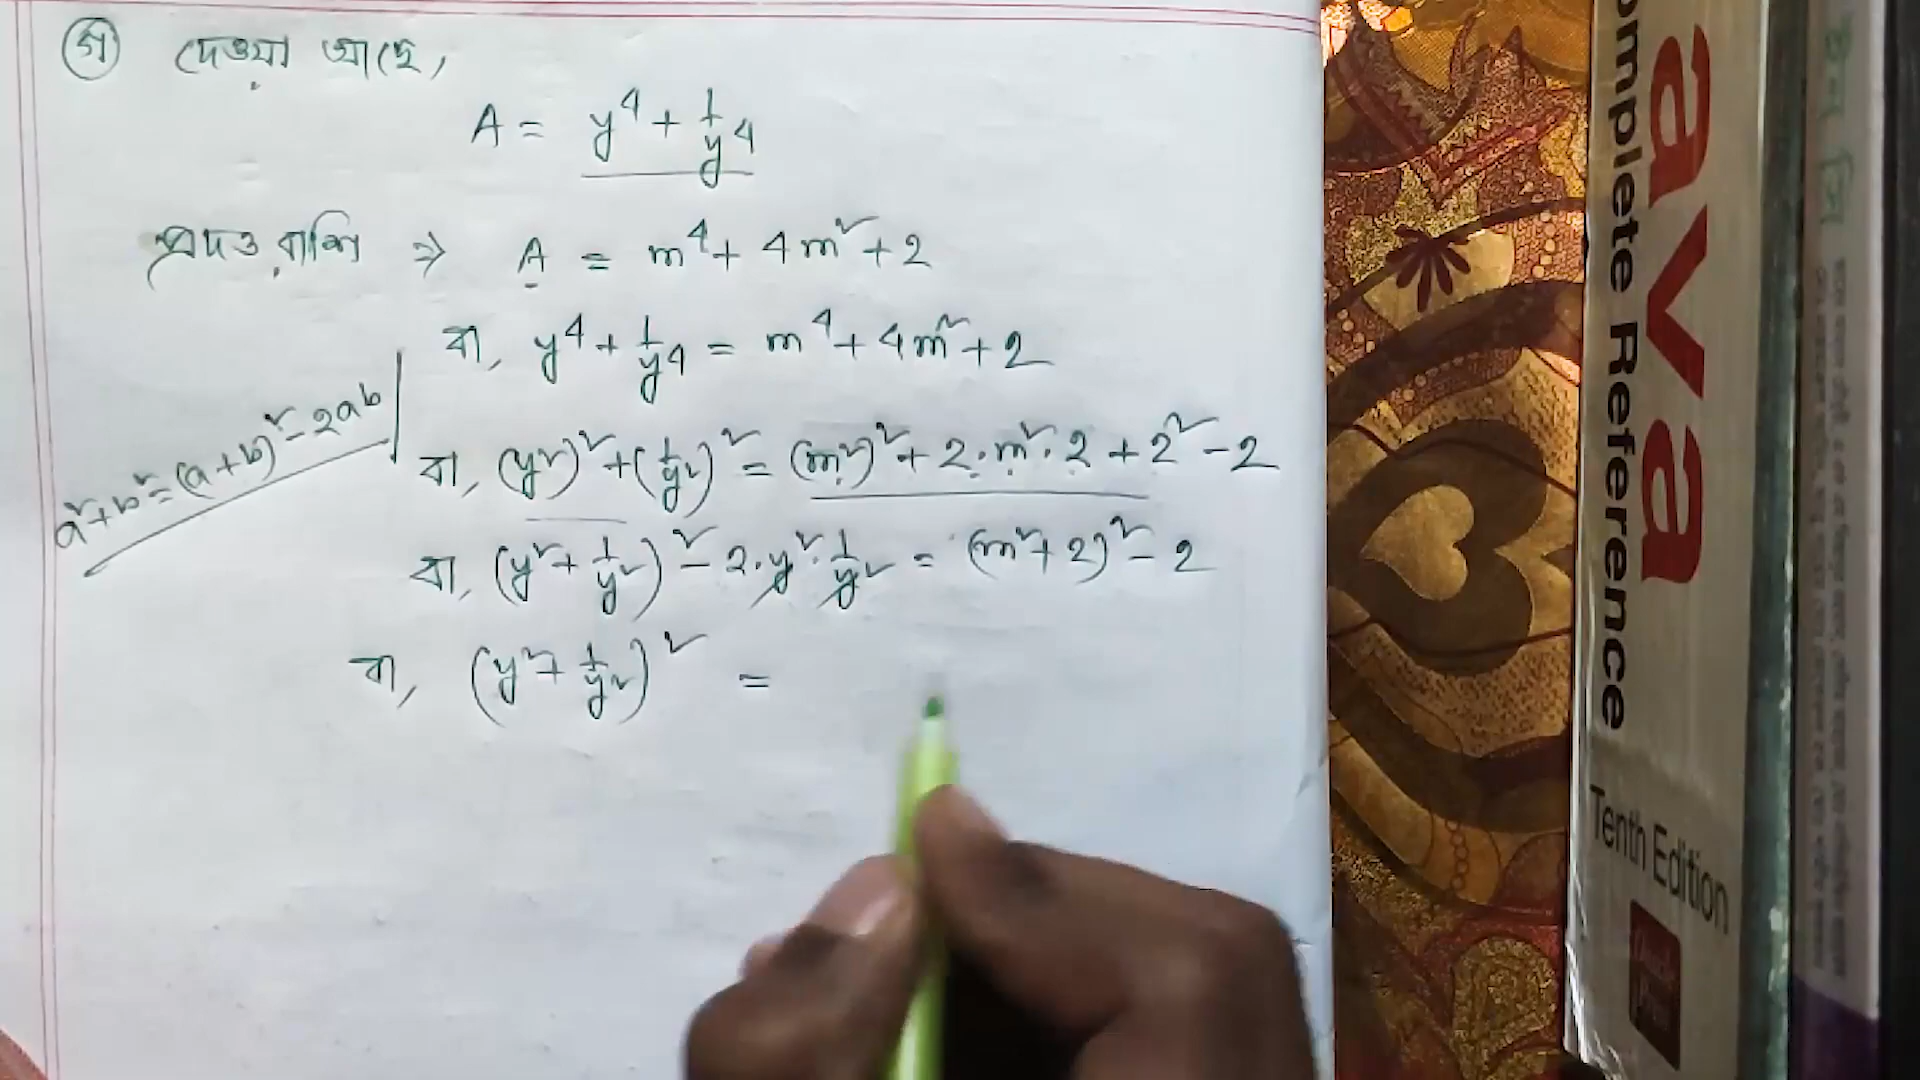 গ দেওয়া আছে,
A = y⁴ + 1/y⁴
প্রদত্ত রাশি ⇒ A = m⁴ + 4m² + 2
বা, y⁴ + 1/y⁴ = m⁴ + 4m² + 2
a² + b² = (a + b)² - 2ab
বা, (y²)² + (1/y²)² = (m²)² + 2·m²·2 + 2² - 2
বা, (y² + 1/y²)² - 2·y²·1/y² = (m² + 2)² - 2
বা, (y² + 1/y²)² =
ava
omplete Reference
Tenth Edition